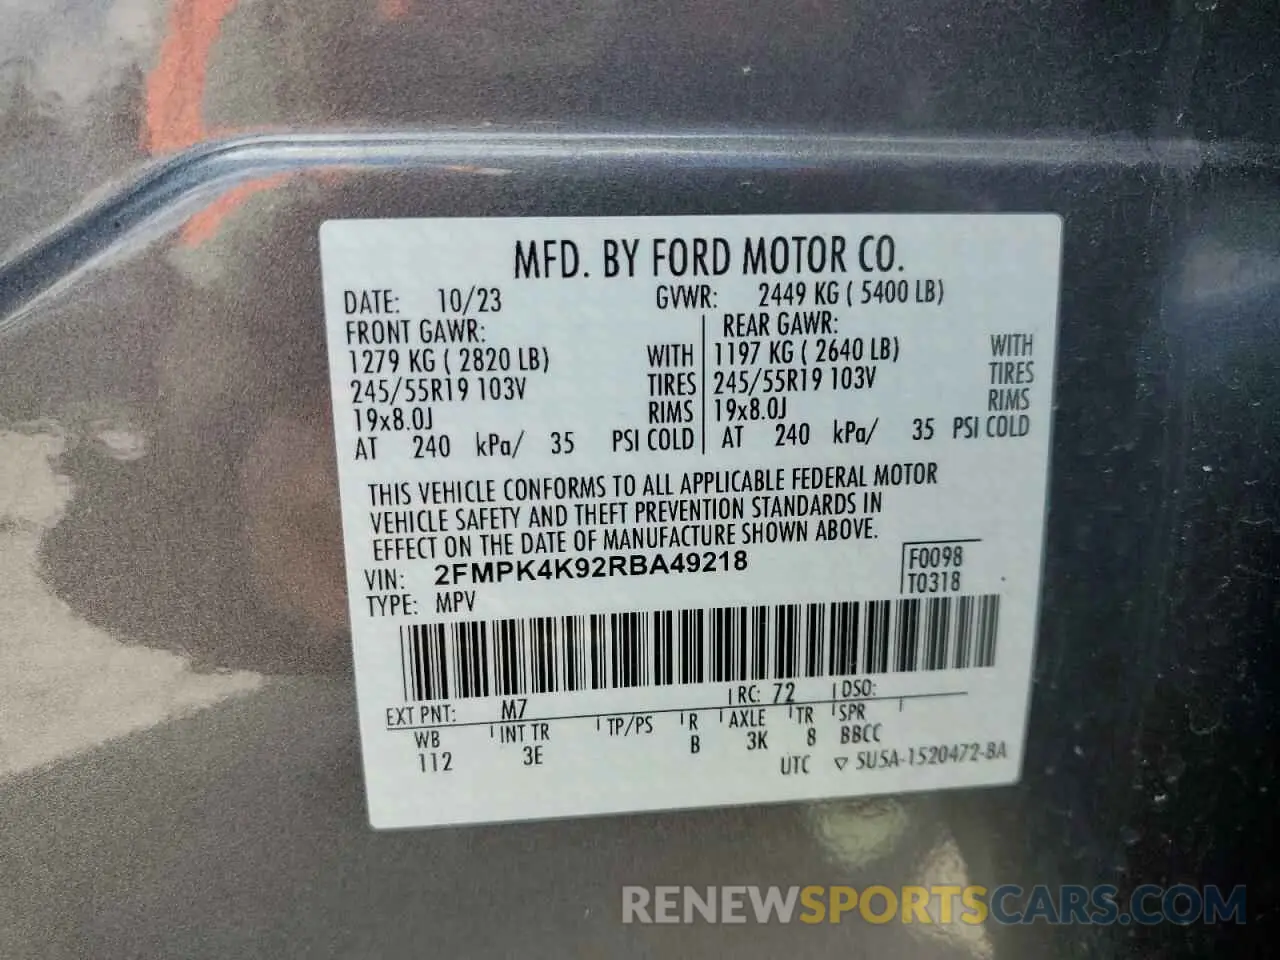 MFD. BY FORD MOTOR CO.
DATE: 10/23 GVWR: 2449 KG ( 5400 LB)
FRONT GAWR: REAR GAWR:
1279 KG ( 2820 LB) WITH 1197 KG ( 2640 LB) WITH
245/55R19 103V TIRES 245/55R19 103V TIRES
19x8.0J RIMS 19x8.0J RIMS
AT 240 kPa/ 35 PSI COLD AT 240 kPa/ 35 PSI COLD
THIS VEHICLE CONFORMS TO ALL APPLICABLE FEDERAL MOTOR
VEHICLE SAFETY AND THEFT PREVENTION STANDARDS IN
EFFECT ON THE DATE OF MANUFACTURE SHOWN ABOVE.
VIN: 2FMPK4K92RBA49218 F0098
TYPE: MPV T0318
EXT PNT: M7 RC: 72 DSO:
WB INT TR TP/PS R AXLE TR SPR
112 3E B 3K 8 BBCC
UTC ▽ SU5A-1520472-BA
RENEWSPORTSCARS.COM